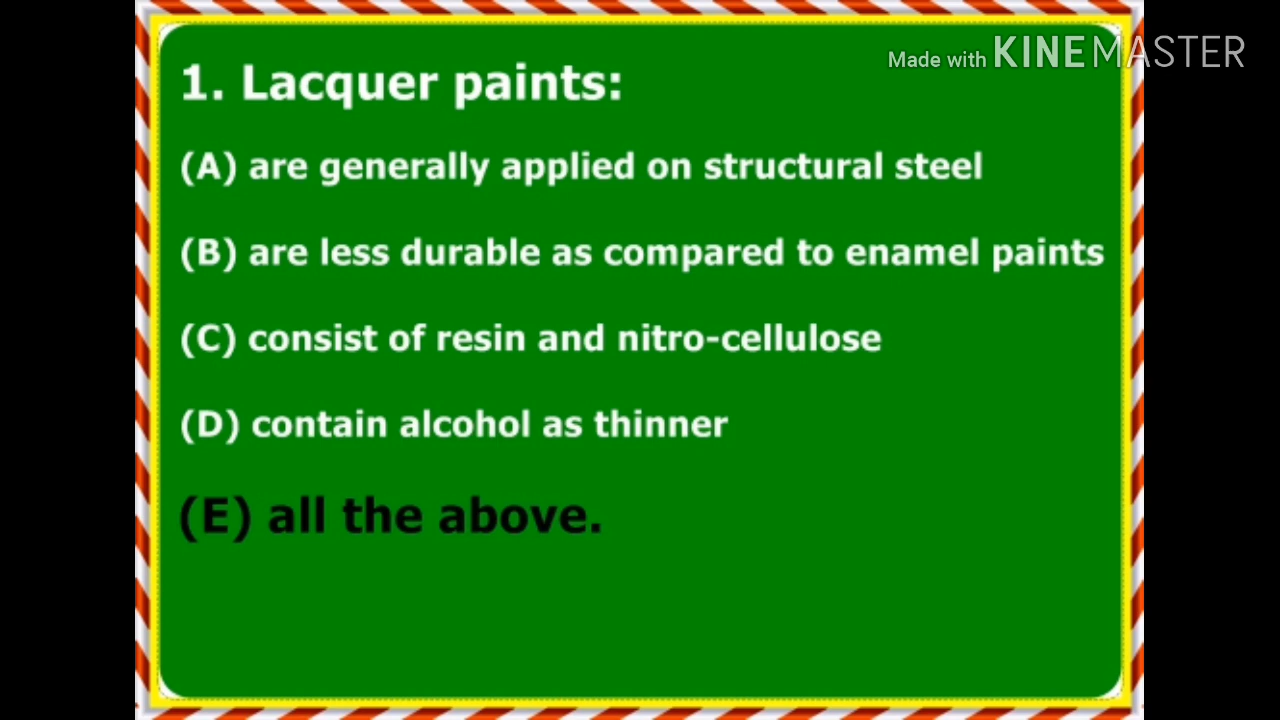 Made with KINEMASTER
1. Lacquer paints:
(A) are generally applied on structural steel
(B) are less durable as compared to enamel paints
(C) consist of resin and nitro-cellulose
(D) contain alcohol as thinner
(E) all the above.